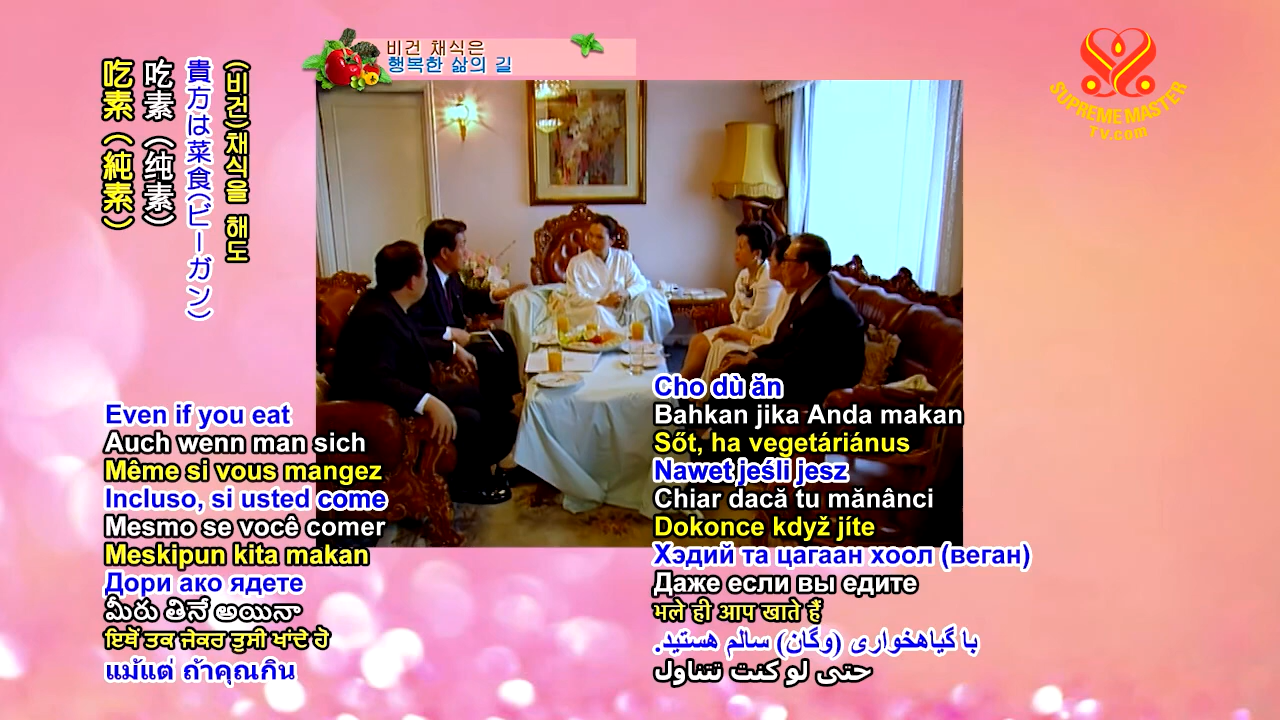 비건 채식은
행복한 삶의 길
SUPREME MASTER
TV.com
(비건)채식을 해도
貴方は菜食(ビーガン)
吃素（纯素）
吃素（純素）
Even if you eat
Auch wenn man sich
Même si vous mangez
Incluso, si usted come
Mesmo se você comer
Meskipun kita makan
Дори ако ядете
మీరు తినే అయినా
ਇਥੋਂ ਤਕ ਜੇਕਰ ਤੁਸੀ ਖਾਂਦੇ ਹੋ
แม้แต่ ถ้าคุณกิน
Cho dù ăn
Bahkan jika Anda makan
Sőt, ha vegetáriánus
Nawet jeśli jesz
Chiar dacă tu mănânci
Dokonce když jíte
Хэдий та цагаан хоол (веган)
Даже если вы едите
भले ही आप खाते हैं
با گیاهخواری (وگان) سالم هستید.
حتى لو كنت تتناول